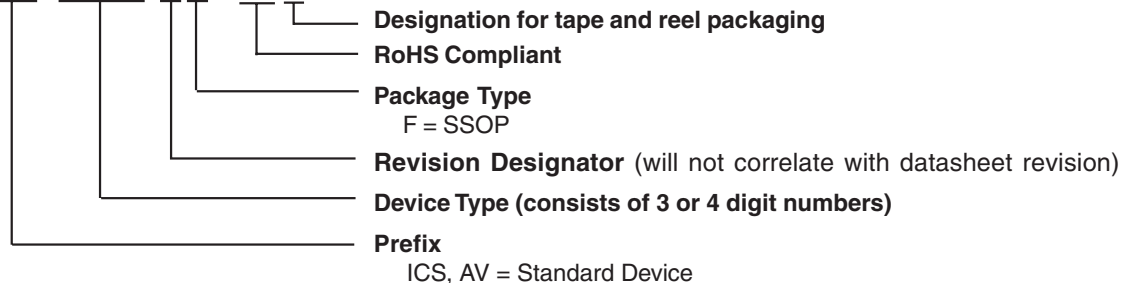 Designation for tape and reel packaging
RoHS Compliant
Package Type
F = SSOP
Revision Designator (will not correlate with datasheet revision)
Device Type (consists of 3 or 4 digit numbers)
Prefix
ICS, AV = Standard Device